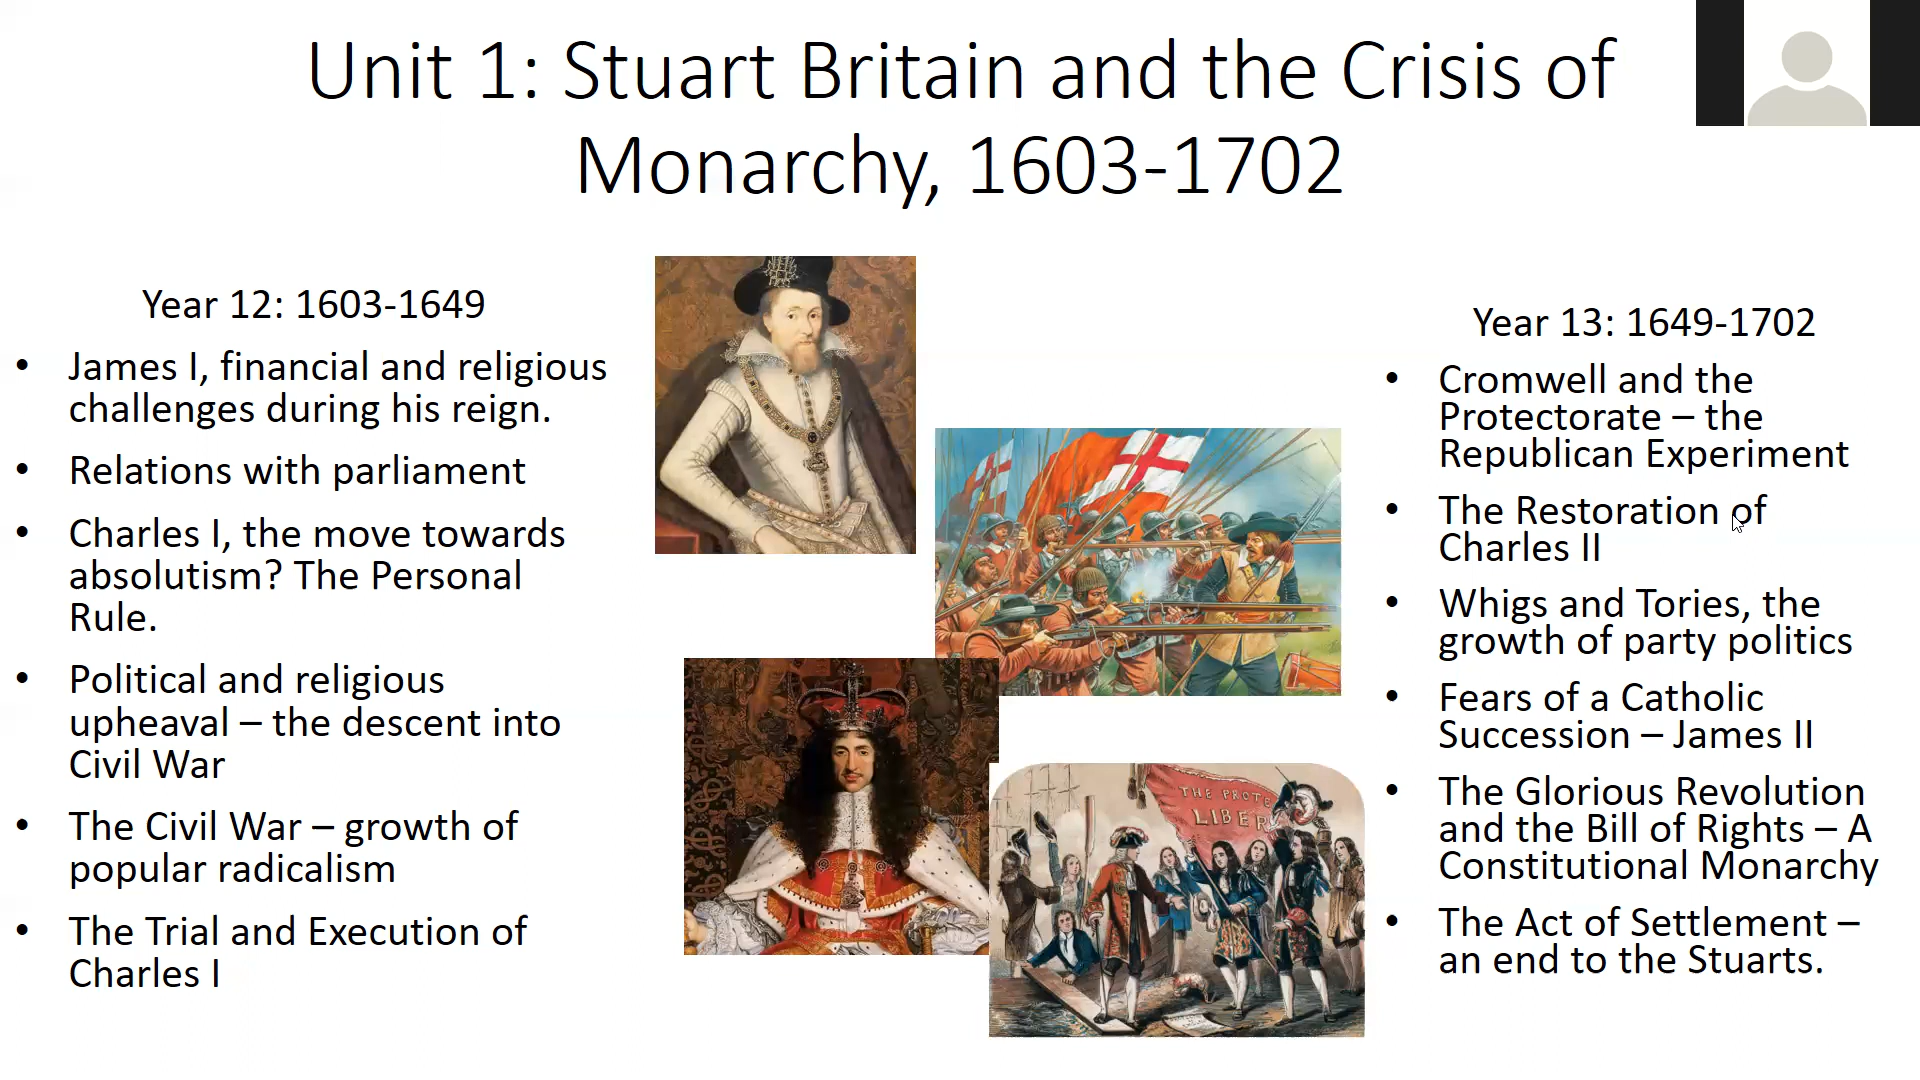 Unit 1: Stuart Britain and the Crisis of
Monarchy, 1603-1702
Year 12: 1603-1649
• James I, financial and religious
challenges during his reign.
• Relations with parliament
• Charles I, the move towards
absolutism? The Personal
Rule.
• Political and religious
upheaval – the descent into
Civil War
• The Civil War – growth of
popular radicalism
• The Trial and Execution of
Charles I
THE PROTE
LIBER
Year 13: 1649-1702
• Cromwell and the
Protectorate – the
Republican Experiment
• The Restoration of
Charles II
• Whigs and Tories, the
growth of party politics
• Fears of a Catholic
Succession – James II
• The Glorious Revolution
and the Bill of Rights – A
Constitutional Monarchy
• The Act of Settlement –
an end to the Stuarts.